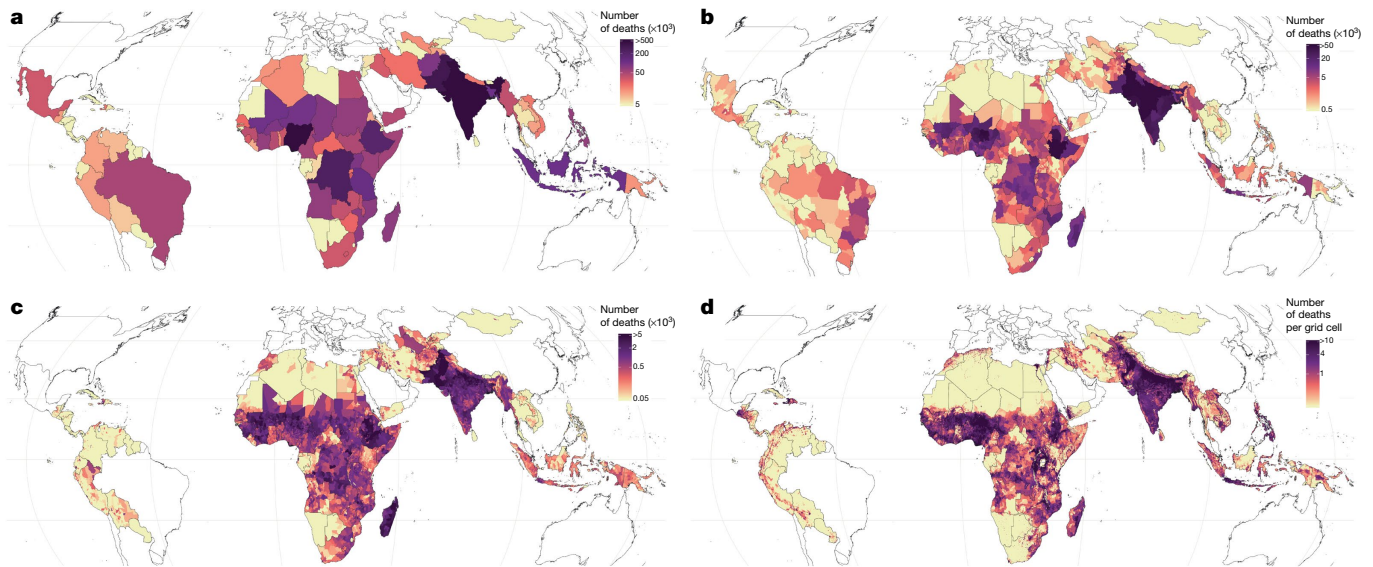 a
Number
of deaths (×10³)
>500
200
50
5
b
Number
of deaths (×10³)
>50
20
5
0.5
c
Number
of deaths (×10³)
>5
2
0.5
0.05
d
Number
of deaths
per grid cell
>10
4
1